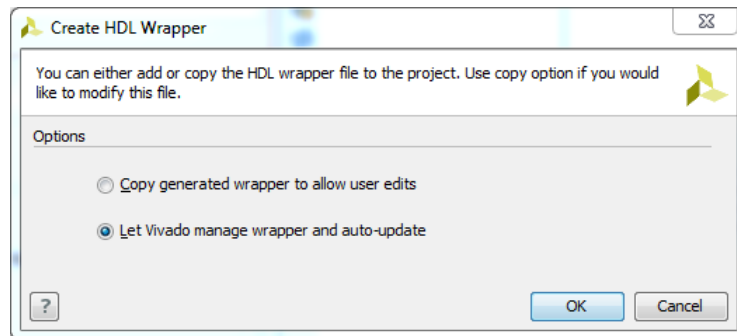 Create HDL Wrapper
You can either add or copy the HDL wrapper file to the project. Use copy option if you would
like to modify this file.
Options
Copy generated wrapper to allow user edits
Let Vivado manage wrapper and auto-update
?
OK
Cancel